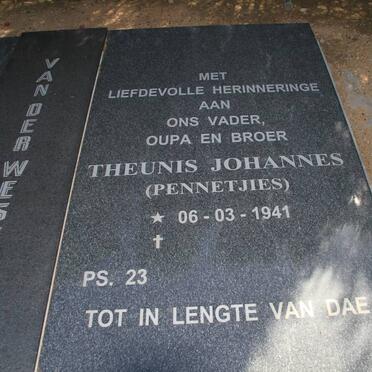 VAN DER WES
MET
LIEFDEVOLLE HERINNERINGE
AAN
ONS VADER,
OUPA EN BROER
THEUNIS JOHANNES
(PENNETJIES)
★ 06 - 03 - 1941
✝
PS. 23
TOT IN LENGTE VAN DAE